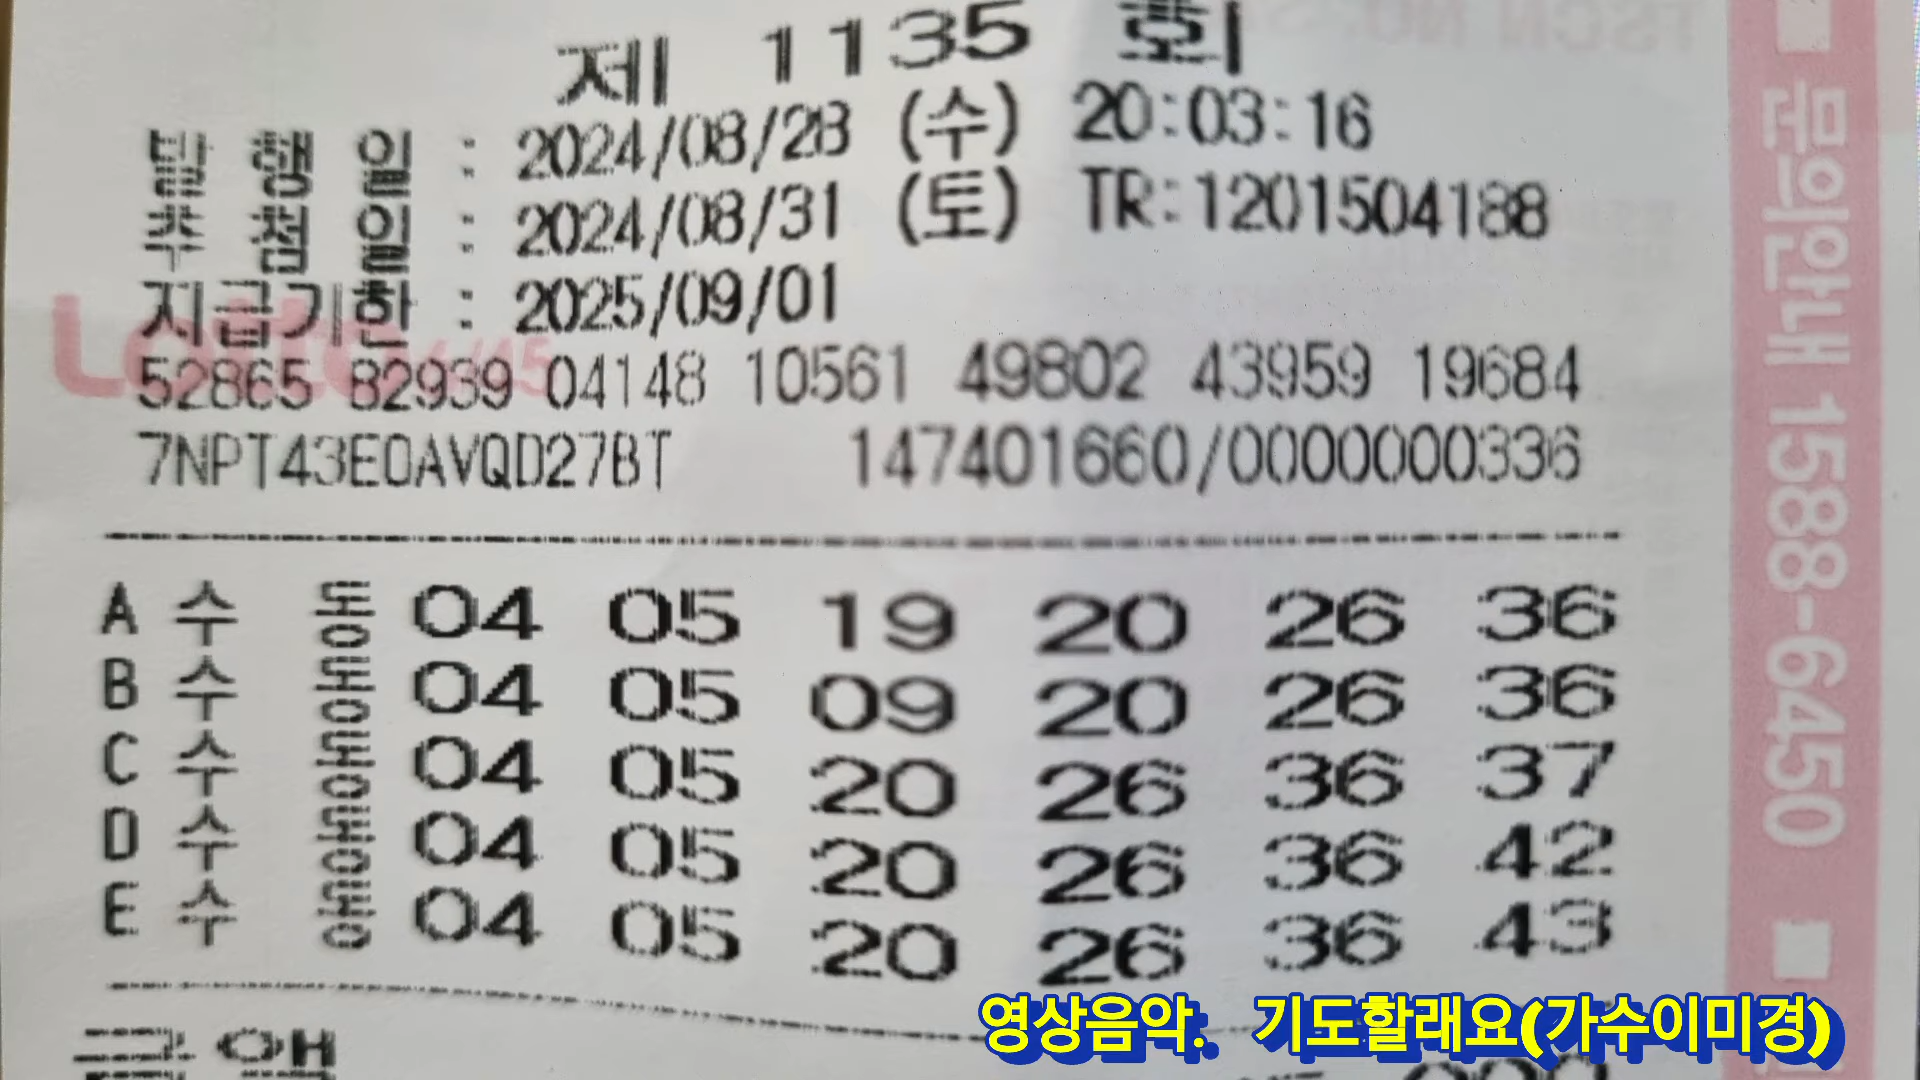 제 1135 회
발 행 일 : 2024/08/28 (수) 20:03:16
추 첨 일 : 2024/08/31 (토) TR:1201504188
지급기한 : 2025/09/01
Lotto 6/45
52865 82939 04148 10561 49802 43959 19684
7NPT43E0AVQD27BT 147401660/0000000336
A 수 동 04 05 19 20 26 36
B 수 동 04 05 09 20 26 36
C 수 동 04 05 20 26 36 37
D 수 동 04 05 20 26 36 42
E 수 동 04 05 20 26 36 43
금 액
영상음악. 기도할래요(가수이미경)
문의안내 1588-6450